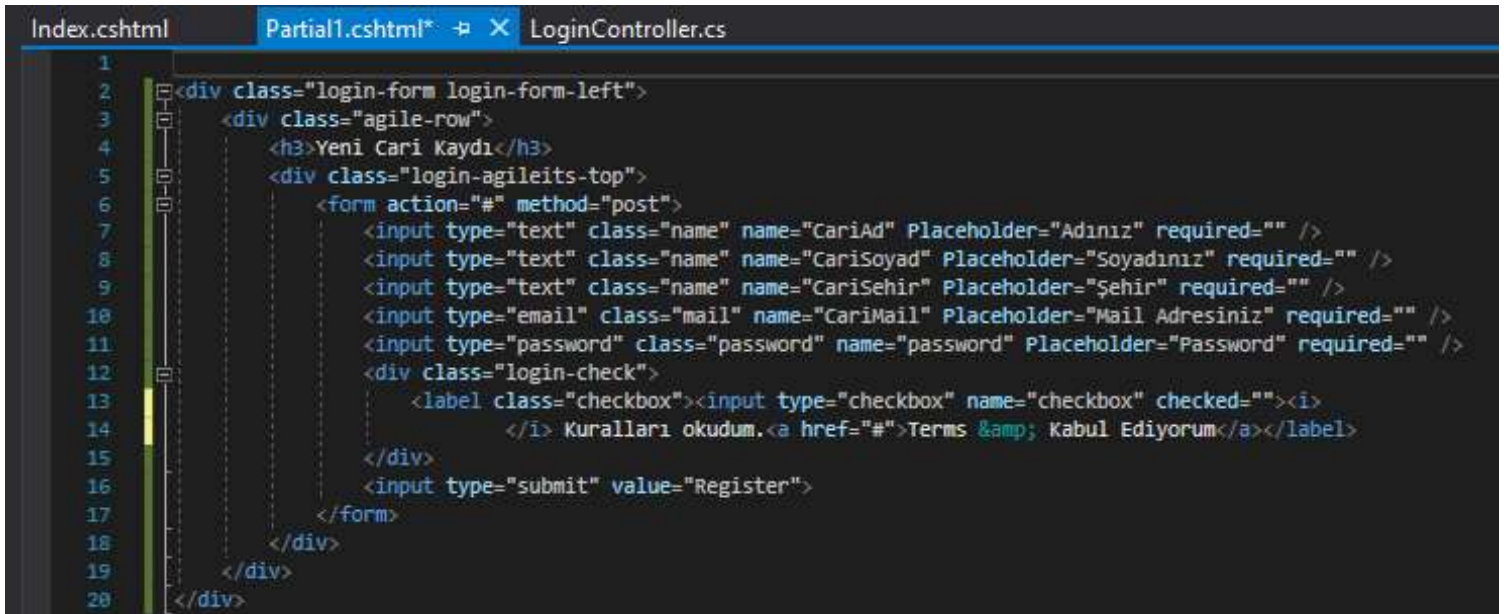 Index.cshtml Partial1.cshtml* LoginController.cs
1
2 <div class="login-form login-form-left">
3 <div class="agile-row">
4 <h3>Yeni Cari Kaydı</h3>
5 <div class="login-agileits-top">
6 <form action="#" method="post">
7 <input type="text" class="name" name="CariAd" Placeholder="Adınız" required="" />
8 <input type="text" class="name" name="CariSoyad" Placeholder="Soyadınız" required="" />
9 <input type="text" class="name" name="CariSehir" Placeholder="Şehir" required="" />
10 <input type="email" class="mail" name="CariMail" Placeholder="Mail Adresiniz" required="" />
11 <input type="password" class="password" name="password" Placeholder="Password" required="" />
12 <div class="login-check">
13 <label class="checkbox"><input type="checkbox" name="checkbox" checked=""><i>
14 </i> Kuralları okudum.<a href="#">Terms &amp; Kabul Ediyorum</a></label>
15 </div>
16 <input type="submit" value="Register">
17 </form>
18 </div>
19 </div>
20 </div>